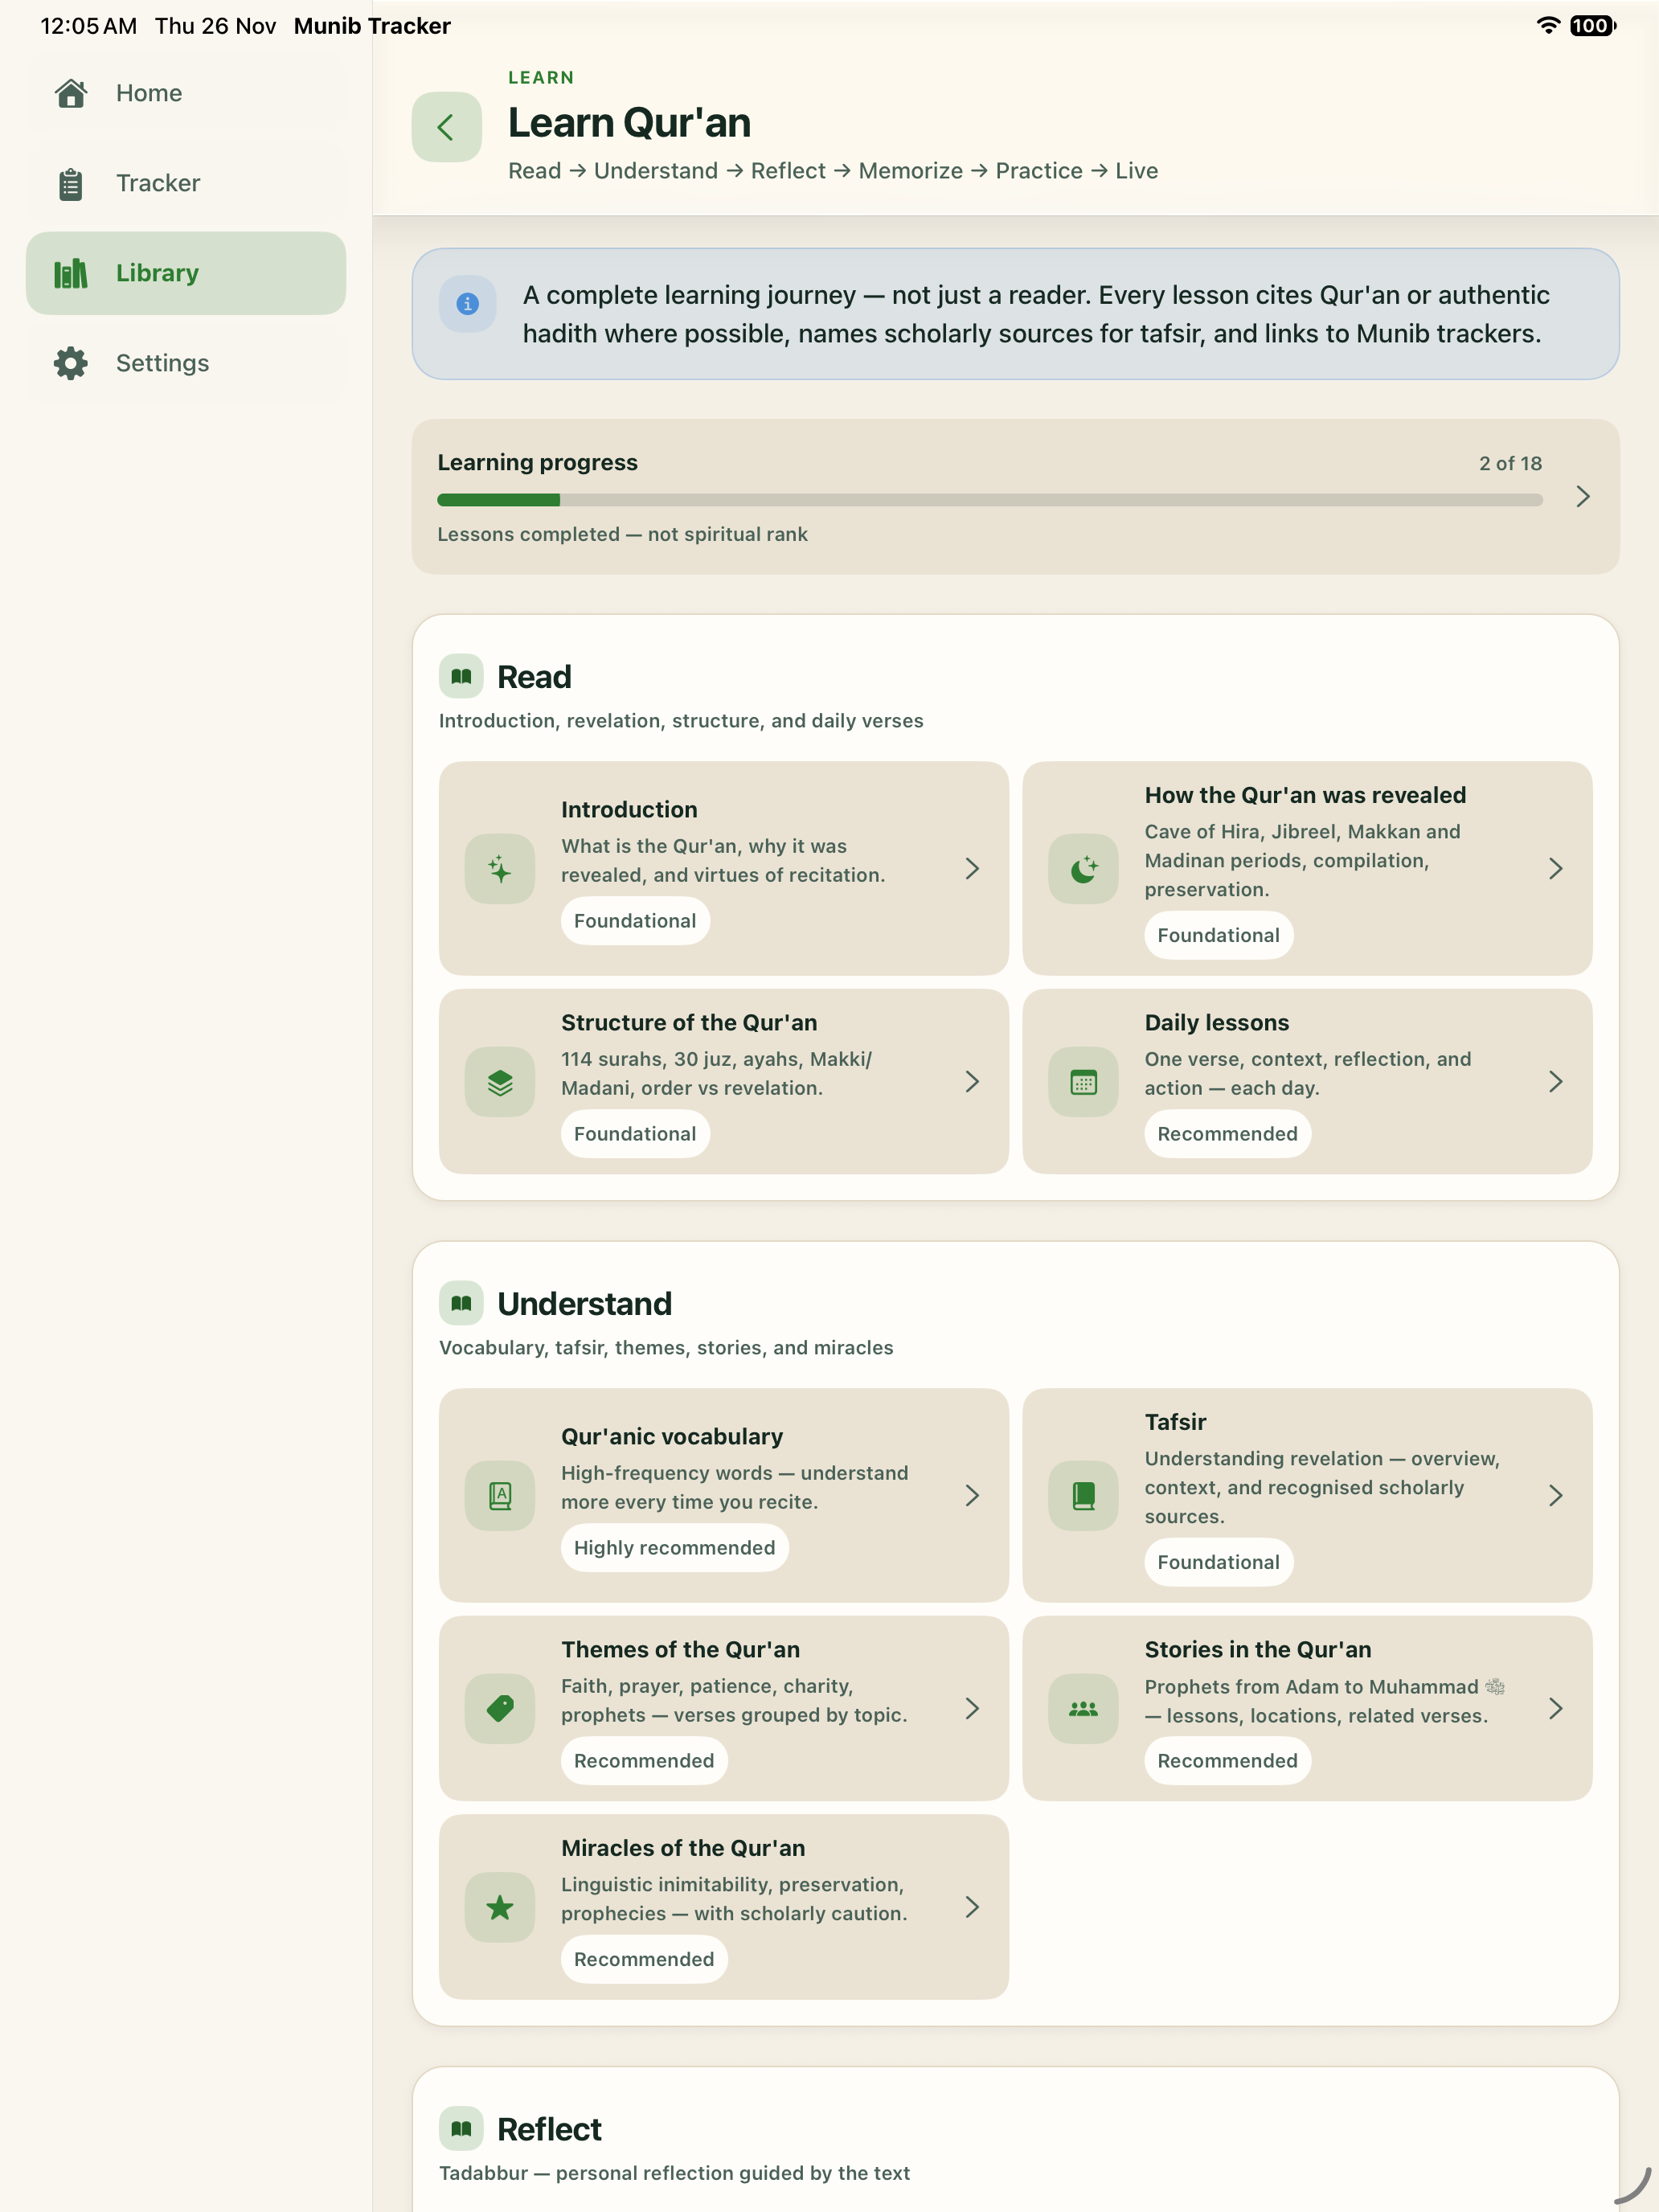 12:05 AM Thu 26 Nov Munib Tracker
100
Home
Tracker
Library
Settings
LEARN
Learn Qur'an
Read → Understand → Reflect → Memorize → Practice → Live
A complete learning journey — not just a reader. Every lesson cites Qur'an or authentic
hadith where possible, names scholarly sources for tafsir, and links to Munib trackers.
Learning progress
2 of 18
Lessons completed — not spiritual rank
Read
Introduction, revelation, structure, and daily verses
Introduction
What is the Qur'an, why it was
revealed, and virtues of recitation.
Foundational
How the Qur'an was revealed
Cave of Hira, Jibreel, Makkan and
Madinan periods, compilation,
preservation.
Foundational
Structure of the Qur'an
114 surahs, 30 juz, ayahs, Makki/
Madani, order vs revelation.
Foundational
Daily lessons
One verse, context, reflection, and
action — each day.
Recommended
Understand
Vocabulary, tafsir, themes, stories, and miracles
Qur'anic vocabulary
High-frequency words — understand
more every time you recite.
Highly recommended
Tafsir
Understanding revelation — overview,
context, and recognised scholarly
sources.
Foundational
Themes of the Qur'an
Faith, prayer, patience, charity,
prophets — verses grouped by topic.
Recommended
Stories in the Qur'an
Prophets from Adam to Muhammad ﷺ
— lessons, locations, related verses.
Recommended
Miracles of the Qur'an
Linguistic inimitability, preservation,
prophecies — with scholarly caution.
Recommended
Reflect
Tadabbur — personal reflection guided by the text